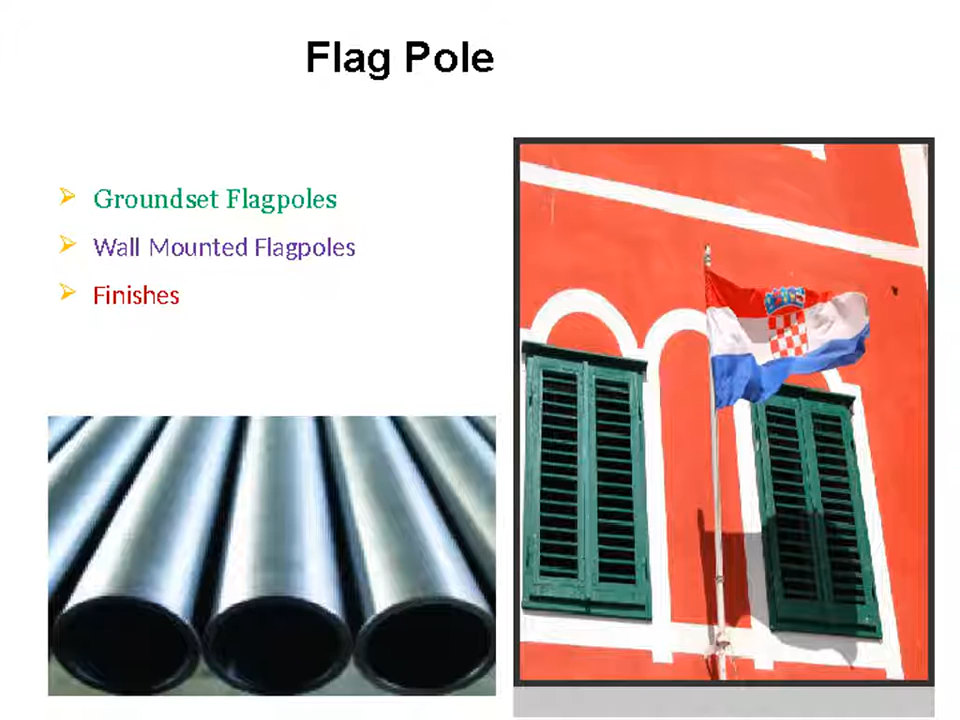 Flag Pole
Groundset Flagpoles
Wall Mounted Flagpoles
Finishes